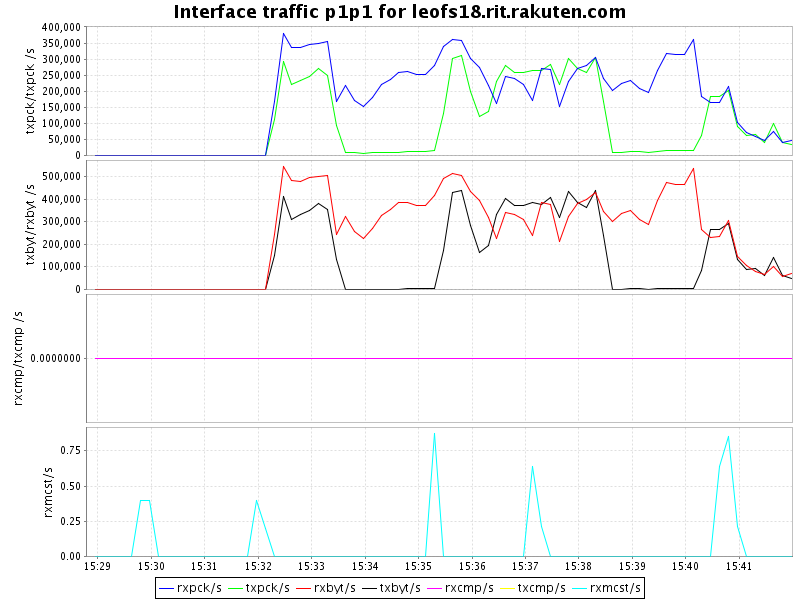 Interface traffic p1p1 for leofs18.rit.rakuten.com
txpck/txpck /s
400,000
350,000
300,000
250,000
200,000
150,000
100,000
50,000
0
txbyt/rxbyt /s
500,000
400,000
300,000
200,000
100,000
0
rxcmp/txcmp /s
0.0000000
rxmcst/s
0.75
0.50
0.25
0.00
15:29 15:30 15:31 15:32 15:33 15:34 15:35 15:36 15:37 15:38 15:39 15:40 15:41
rxpck/s txpck/s rxbyt/s txbyt/s rxcmp/s txcmp/s rxmcst/s